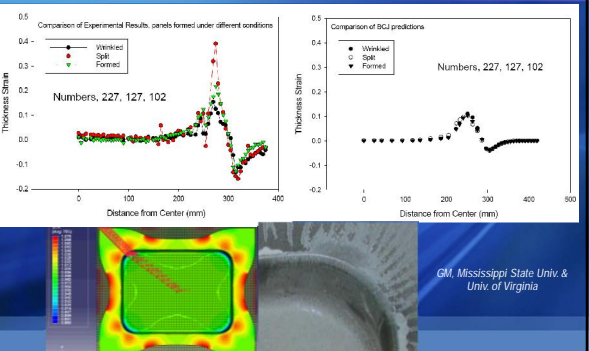 Comparison of Experimental Results, panels formed under different conditions
Wrinkled
Split
Formed
Numbers, 227, 127, 102
Thickness Strain
0.5
0.4
0.3
0.2
0.1
0.0
-0.1
-0.2
0
100
200
300
400
Distance from Center (mm)
Comparison of BCJ predictions
Wrinkled
Split
Formed
Numbers, 227, 127, 102
Thickness Strain
0.5
0.4
0.3
0.2
0.1
0.0
-0.1
-0.2
0
100
200
300
400
500
Distance from Center (mm)
GM, Mississippi State Univ. &
Univ. of Virginia